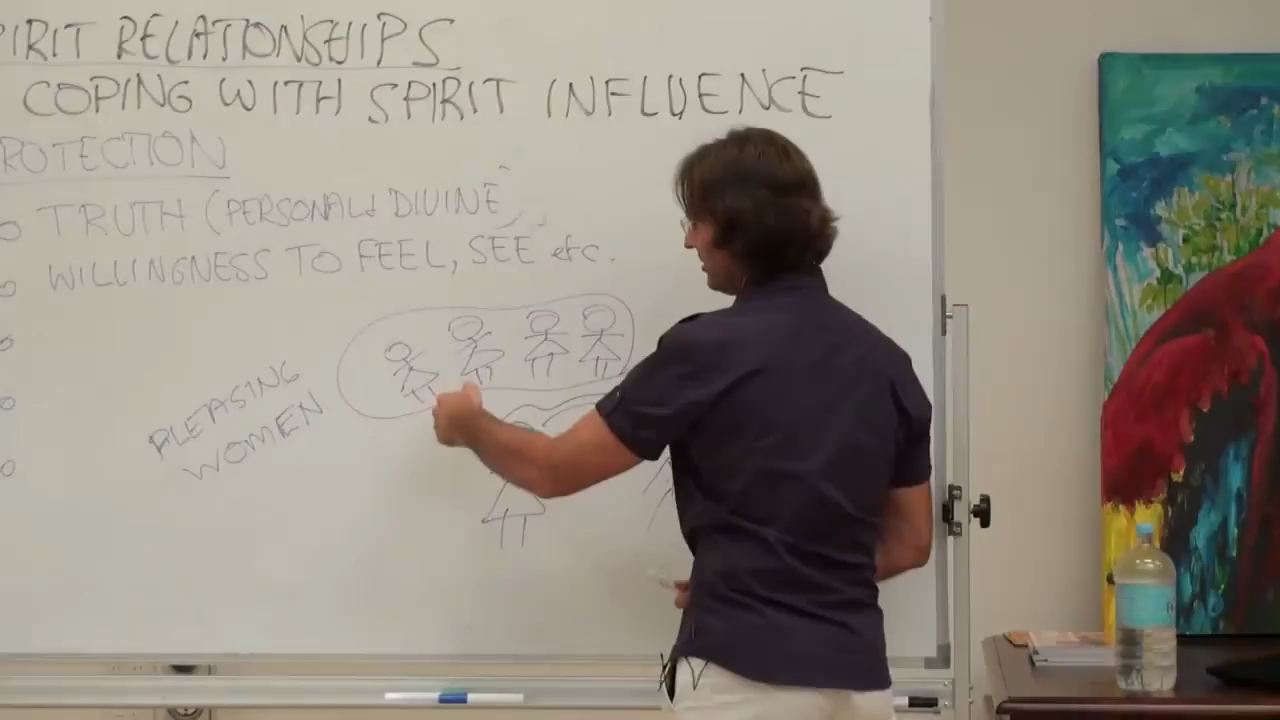 PIRIT RELATIONSHIPS
COPING WITH SPIRIT INFLUENCE
ROTECTION
TRUTH (PERSONAL & DIVINE)
WILLINGNESS TO FEEL, SEE etc.
PLEASING
WOMEN